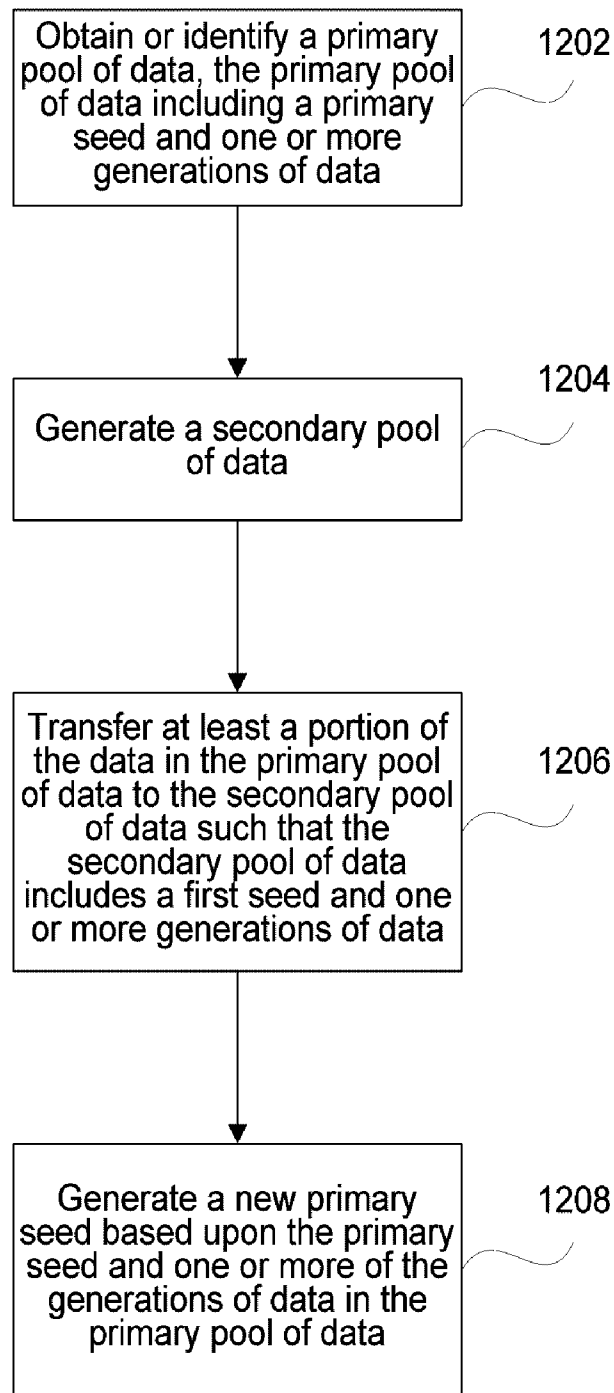 Obtain or identify a primary
pool of data, the primary pool
of data including a primary
seed and one or more
generations of data
1202
Generate a secondary pool
of data
1204
Transfer at least a portion of
the data in the primary pool
of data to the secondary pool
of data such that the
secondary pool of data
includes a first seed and one
or more generations of data
1206
Generate a new primary
seed based upon the primary
seed and one or more of the
generations of data in the
primary pool of data
1208